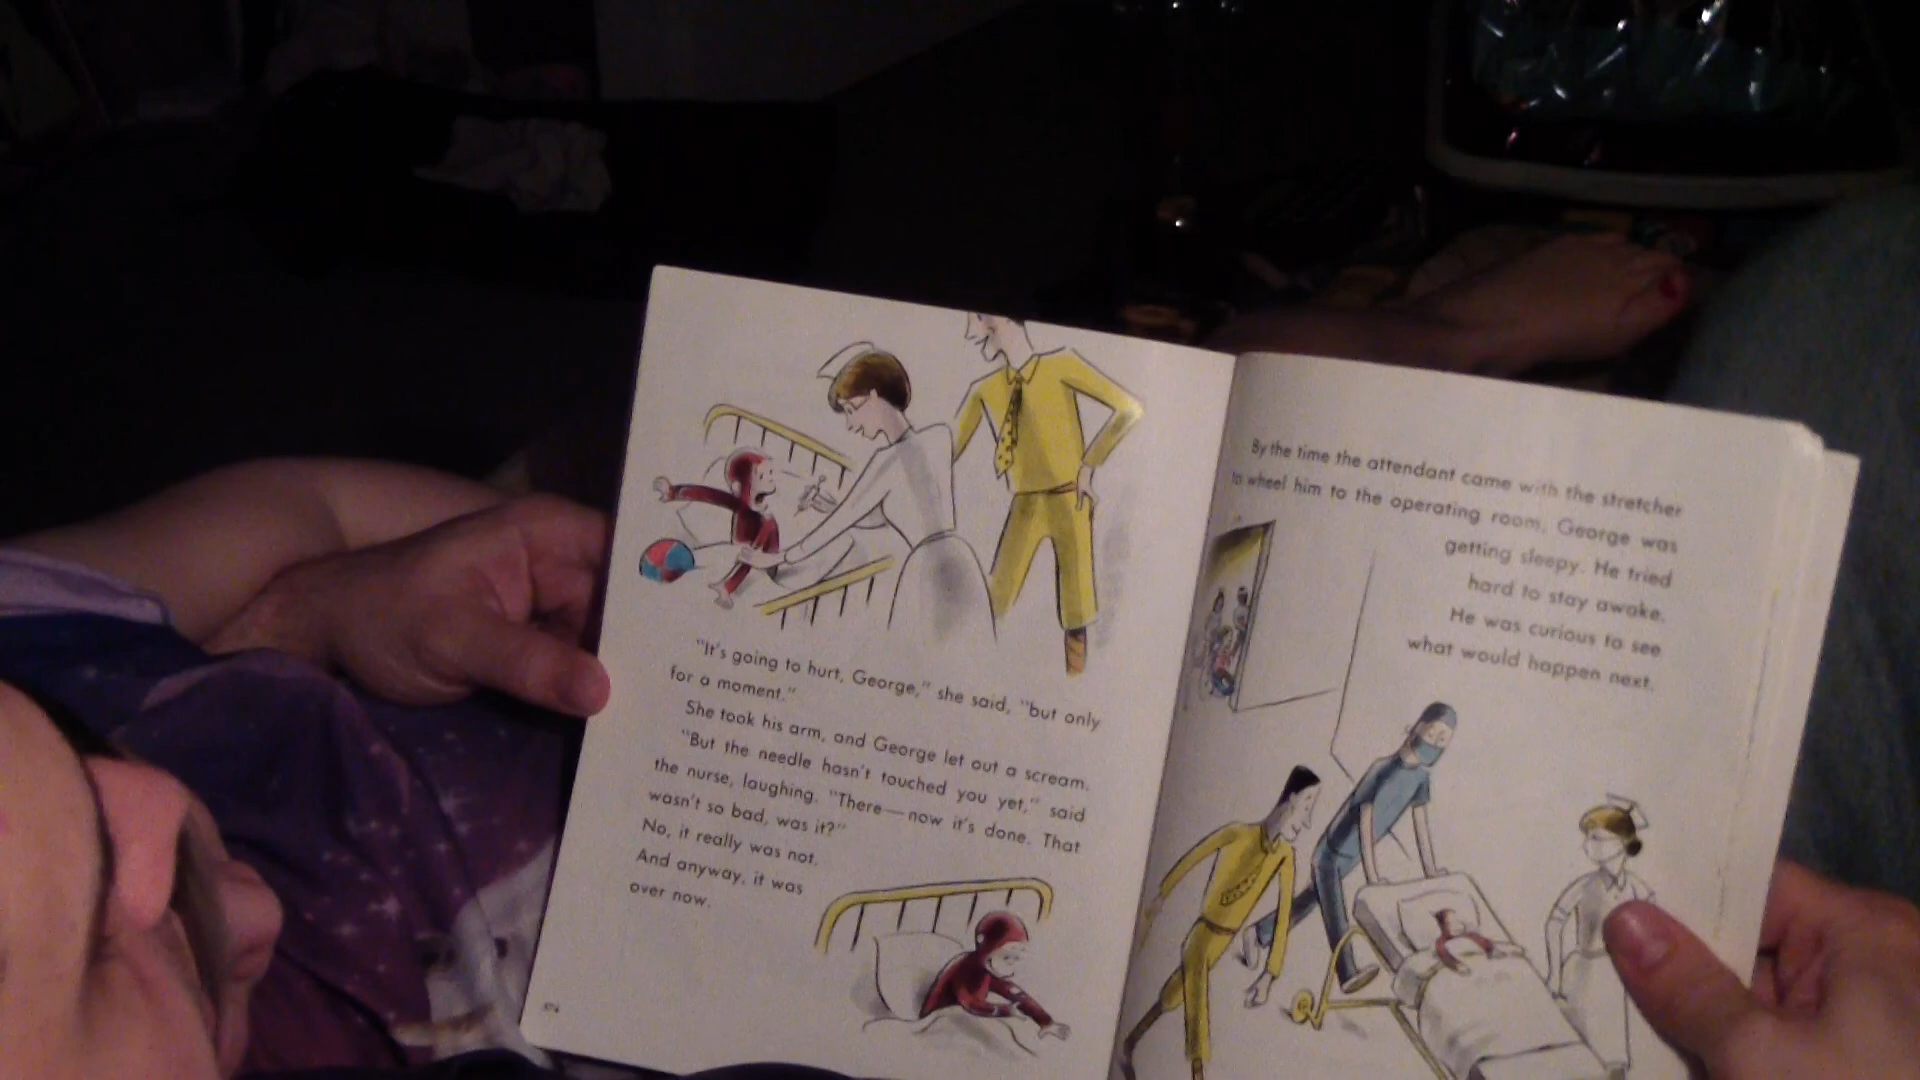 "It's going to hurt, George," she said, "but only
for a moment."
She took his arm, and George let out a scream.
"But the needle hasn't touched you yet," said
the nurse, laughing. "There—now it's done. That
wasn't so bad, was it?"
No, it really was not.
And anyway, it was
over now.
By the time the attendant came with the stretcher
to wheel him to the operating room, George was
getting sleepy. He tried
hard to stay awake.
He was curious to see
what would happen next.